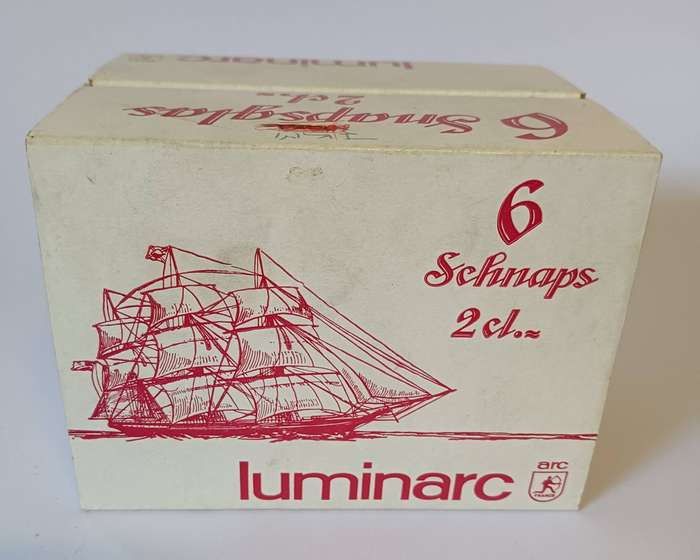 luminarc
6 Snapsglas
2 cl.≈
6
Schnaps
2 cl.≈
luminarc
arc
FRANCE